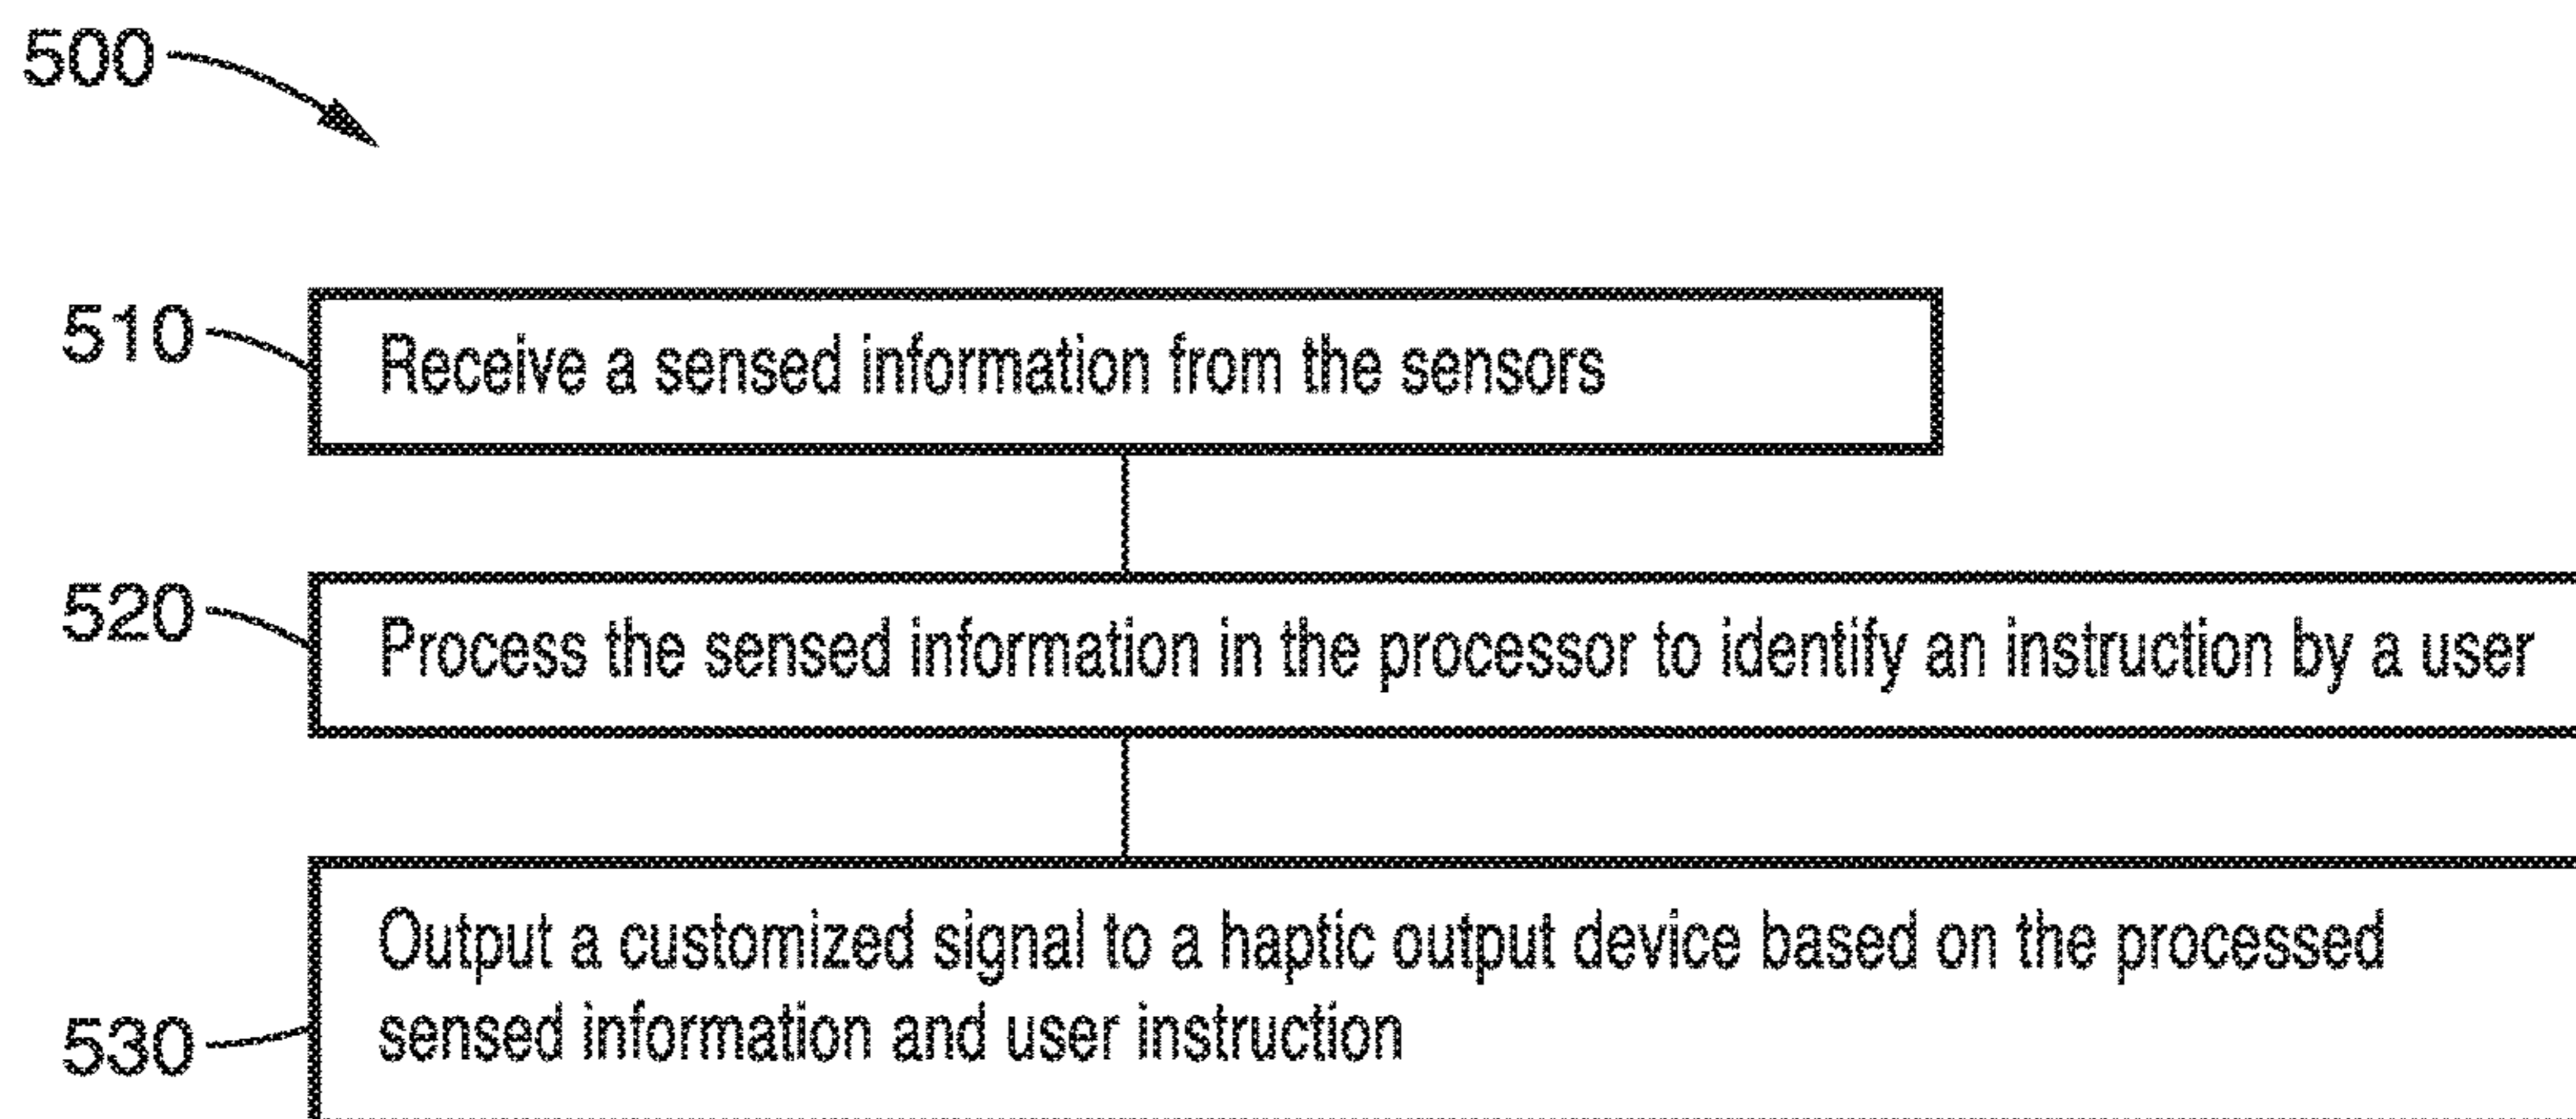 500
510
Receive a sensed information from the sensors
520
Process the sensed information in the processor to identify an instruction by a user
Output a customized signal to a haptic output device based on the processed
sensed information and user instruction
530